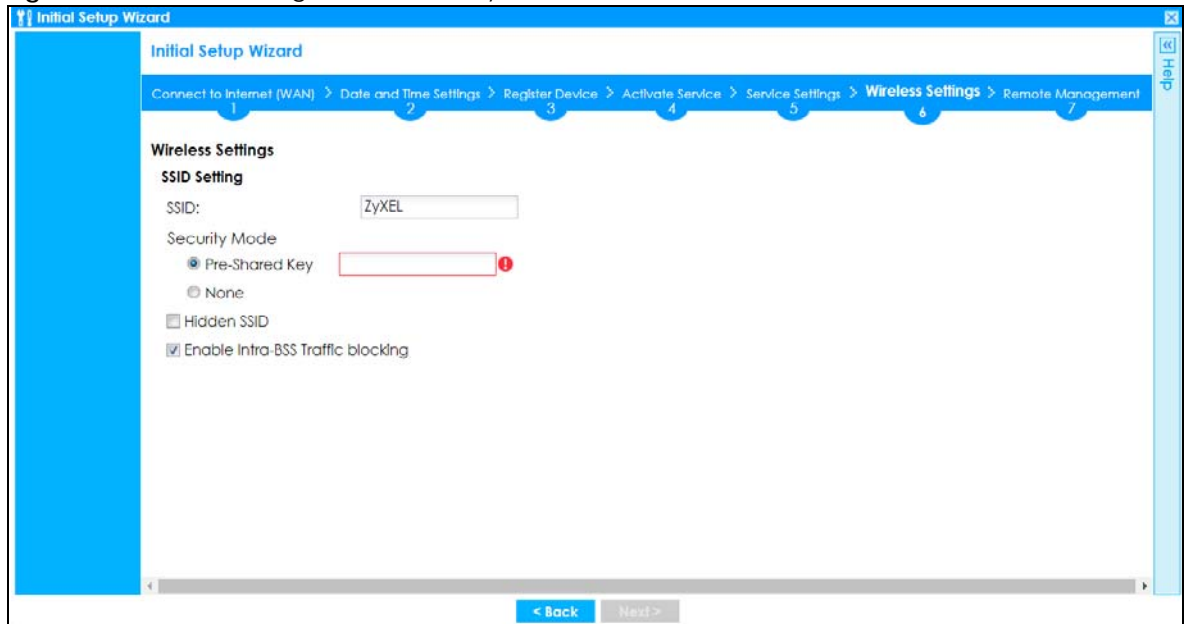 Initial Setup Wizard
Help
Initial Setup Wizard
Connect to Internet (WAN) > Date and Time Settings > Register Device > Activate Service > Service Settings > Wireless Settings > Remote Management
1 2 3 4 5 6 7
Wireless Settings
SSID Setting
SSID: ZyXEL
Security Mode
Pre-Shared Key
None
Hidden SSID
Enable Intra-BSS Traffic blocking
< Back Next >